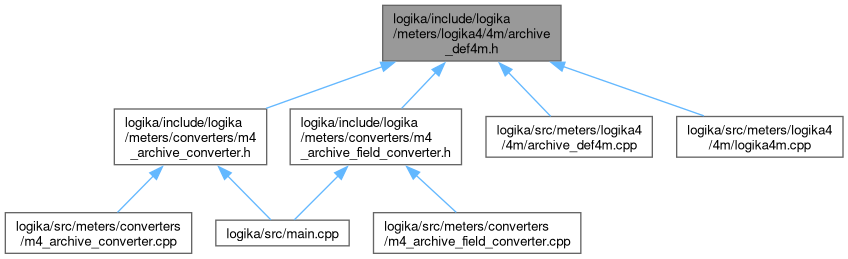 logika/include/logika
/meters/logika4/4m/archive
_def4m.h
logika/include/logika
/meters/converters/m4
_archive_converter.h
logika/include/logika
/meters/converters/m4
_archive_field_converter.h
logika/src/meters/logika4
/4m/archive_def4m.cpp
logika/src/meters/logika4
/4m/logika4m.cpp
logika/src/meters/converters
/m4_archive_converter.cpp
logika/src/main.cpp
logika/src/meters/converters
/m4_archive_field_converter.cpp